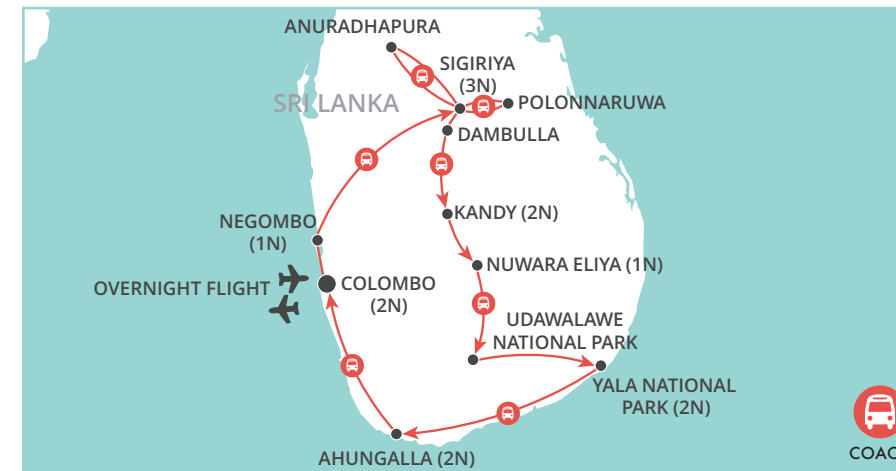 ANURADHAPURA
SIGIRIYA
(3N)
SRI LANKA
POLONNARUWA
DAMBULLA
KANDY (2N)
NEGOMBO
(1N)
NUWARA ELIYA (1N)
OVERNIGHT FLIGHT
COLOMBO
(2N)
UDAWALAWE
NATIONAL PARK
YALA NATIONAL
PARK (2N)
AHUNGALLA (2N)
COAC